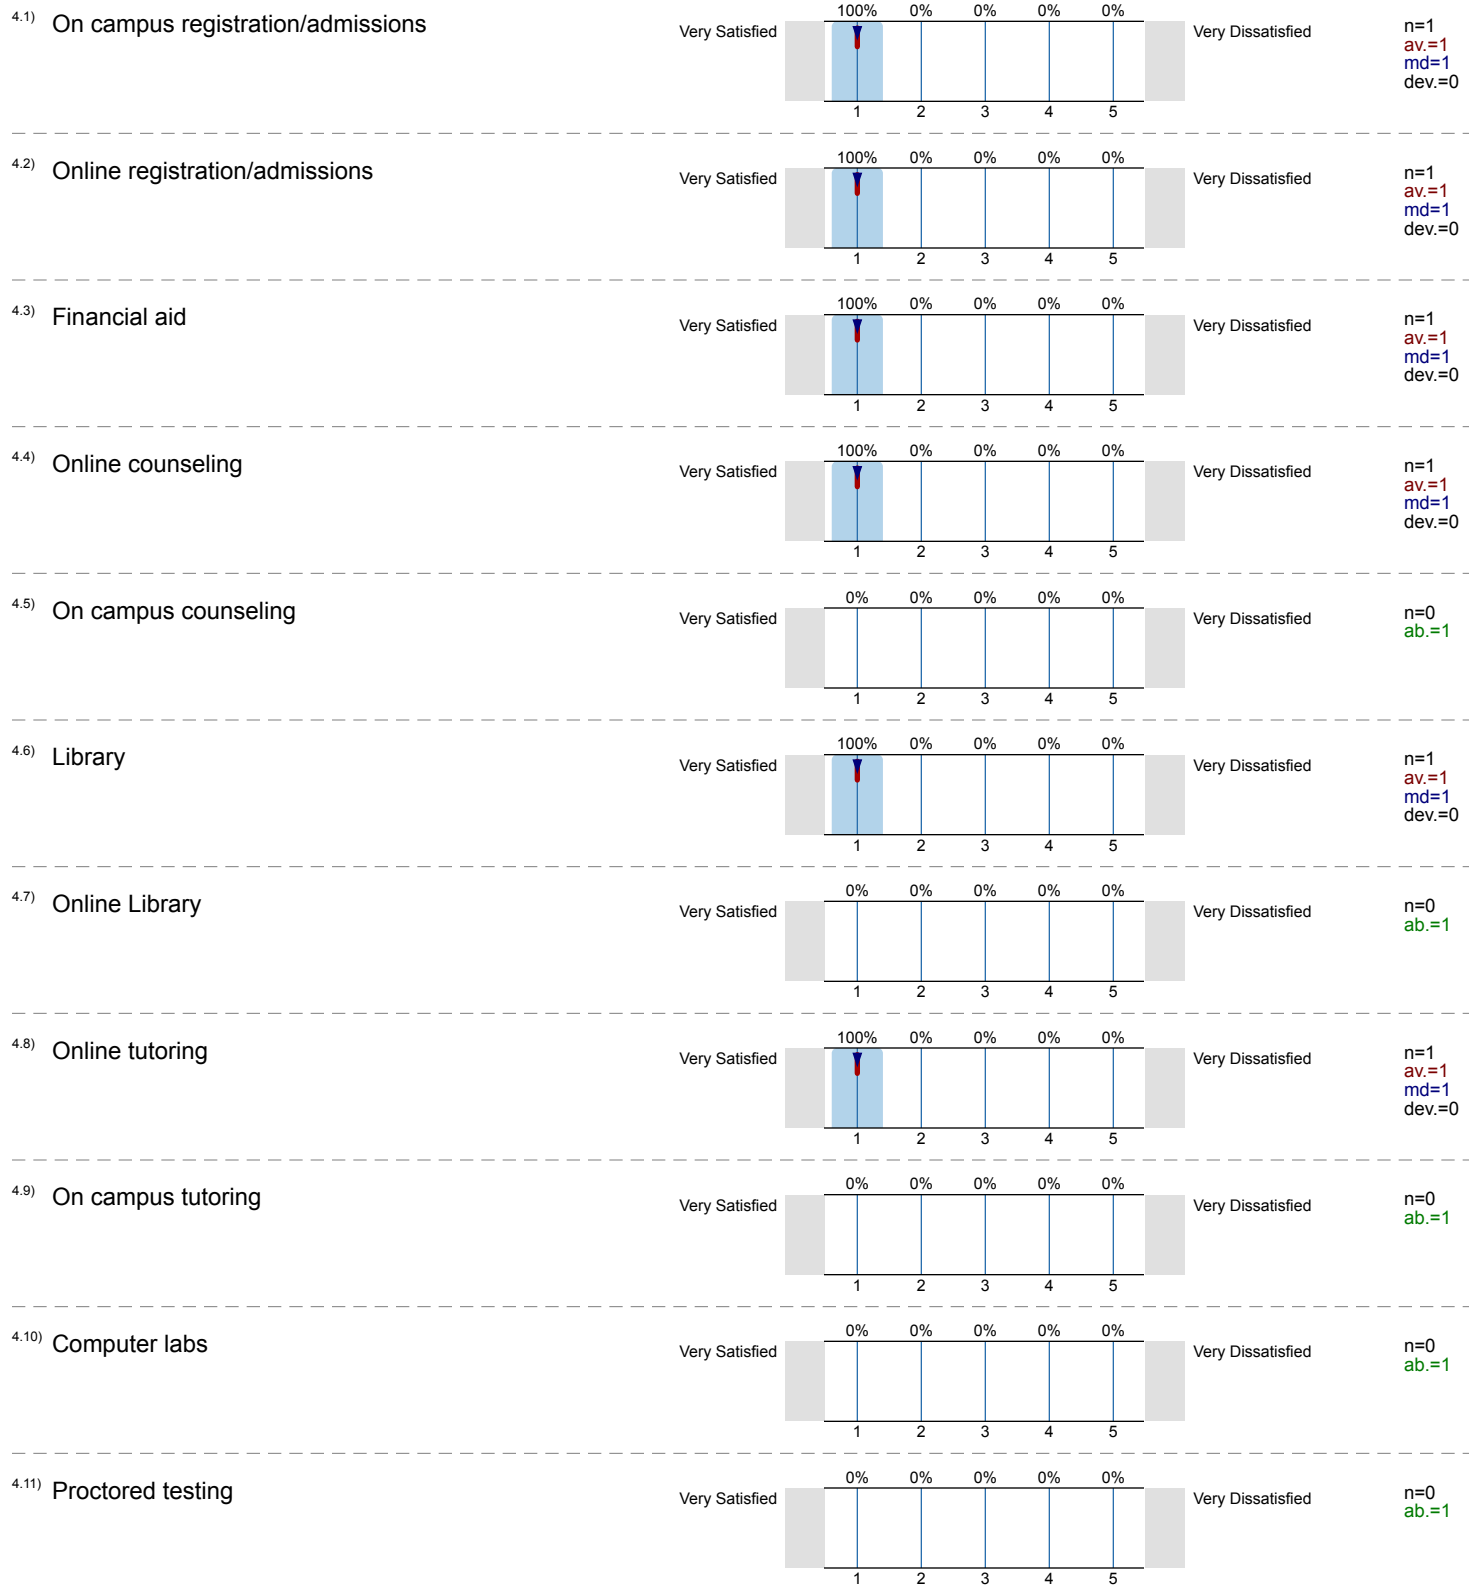 4.1) On campus registration/admissions
100% 0% 0% 0% 0%
Very Satisfied Very Dissatisfied
n=1
av.=1
md=1
dev.=0
1 2 3 4 5
4.2) Online registration/admissions
100% 0% 0% 0% 0%
Very Satisfied Very Dissatisfied
n=1
av.=1
md=1
dev.=0
1 2 3 4 5
4.3) Financial aid
100% 0% 0% 0% 0%
Very Satisfied Very Dissatisfied
n=1
av.=1
md=1
dev.=0
1 2 3 4 5
4.4) Online counseling
100% 0% 0% 0% 0%
Very Satisfied Very Dissatisfied
n=1
av.=1
md=1
dev.=0
1 2 3 4 5
4.5) On campus counseling
0% 0% 0% 0% 0%
Very Satisfied Very Dissatisfied
n=0
ab.=1
1 2 3 4 5
4.6) Library
100% 0% 0% 0% 0%
Very Satisfied Very Dissatisfied
n=1
av.=1
md=1
dev.=0
1 2 3 4 5
4.7) Online Library
0% 0% 0% 0% 0%
Very Satisfied Very Dissatisfied
n=0
ab.=1
1 2 3 4 5
4.8) Online tutoring
100% 0% 0% 0% 0%
Very Satisfied Very Dissatisfied
n=1
av.=1
md=1
dev.=0
1 2 3 4 5
4.9) On campus tutoring
0% 0% 0% 0% 0%
Very Satisfied Very Dissatisfied
n=0
ab.=1
1 2 3 4 5
4.10) Computer labs
0% 0% 0% 0% 0%
Very Satisfied Very Dissatisfied
n=0
ab.=1
1 2 3 4 5
4.11) Proctored testing
0% 0% 0% 0% 0%
Very Satisfied Very Dissatisfied
n=0
ab.=1
1 2 3 4 5